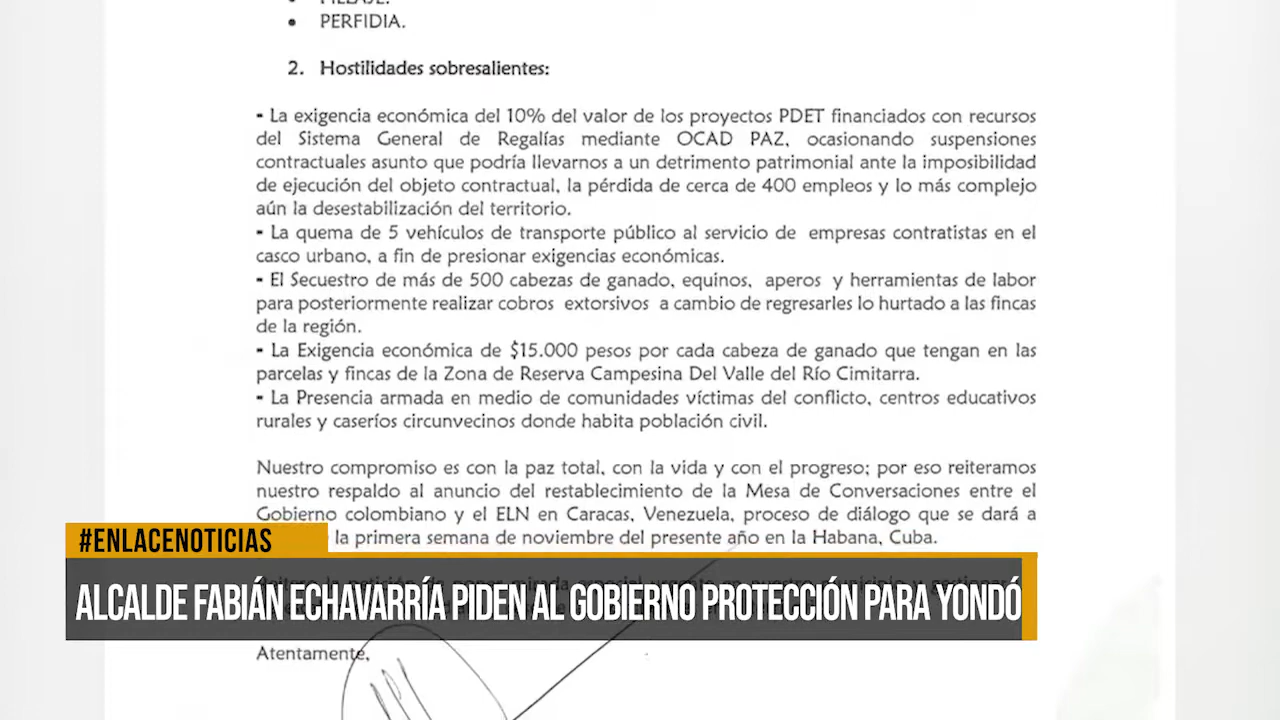 • PILLAJE.
• PERFIDIA.
2. Hostilidades sobresalientes:
- La exigencia económica del 10% del valor de los proyectos PDET financiados con recursos
del Sistema General de Regalías mediante OCAD PAZ, ocasionando suspensiones
contractuales asunto que podría llevarnos a un detrimento patrimonial ante la imposibilidad
de ejecución del objeto contractual, la pérdida de cerca de 400 empleos y lo más complejo
aún la desestabilización del territorio.
- La quema de 5 vehículos de transporte público al servicio de empresas contratistas en el
casco urbano, a fin de presionar exigencias económicas.
- El Secuestro de más de 500 cabezas de ganado, equinos, aperos y herramientas de labor
para posteriormente realizar cobros extorsivos a cambio de regresarles lo hurtado a las fincas
de la región.
- La Exigencia económica de $15.000 pesos por cada cabeza de ganado que tengan en las
parcelas y fincas de la Zona de Reserva Campesina Del Valle del Río Cimitarra.
- La Presencia armada en medio de comunidades víctimas del conflicto, centros educativos
rurales y caseríos circunvecinos donde habita población civil.
Nuestro compromiso es con la paz total, con la vida y con el progreso; por eso reiteramos
nuestro respaldo al anuncio del restablecimiento de la Mesa de Conversaciones entre el
Gobierno colombiano y el ELN en Caracas, Venezuela, proceso de diálogo que se dará a
la primera semana de noviembre del presente año en la Habana, Cuba.
#ENLACENOTICIAS
ALCALDE FABIÁN ECHAVARRÍA PIDEN AL GOBIERNO PROTECCIÓN PARA YONDÓ
Atentamente,